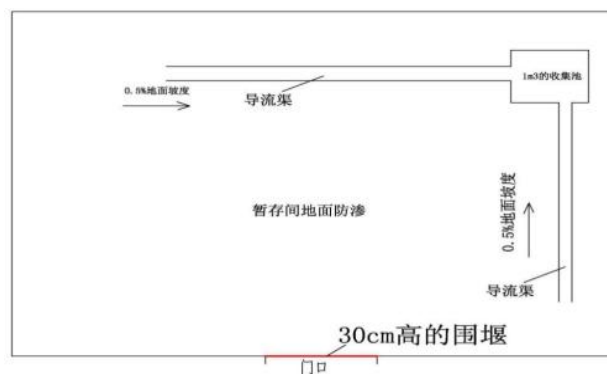 1m3的收集池
0.5%地面坡度
导流渠
暂存间地面防渗
0.5%地面坡度
导流渠
30cm高的围堰
门口